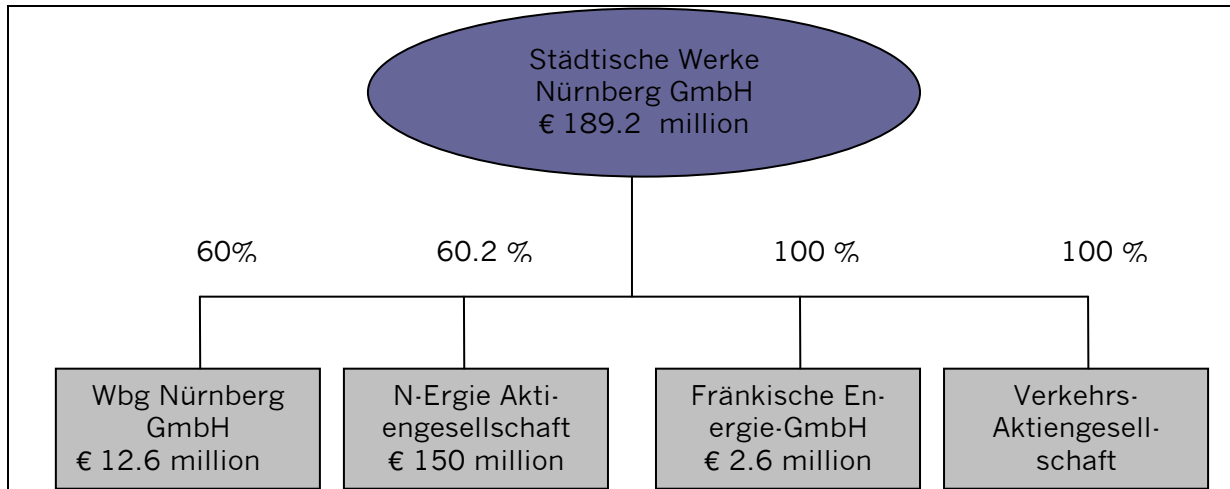 Städtische Werke
Nürnberg GmbH
€ 189.2 million
60% 60.2 % 100 % 100 %
Wbg Nürnberg
GmbH
€ 12.6 million
N-Ergie Akti-
engesellschaft
€ 150 million
Fränkische En-
ergie-GmbH
€ 2.6 million
Verkehrs-
Aktiengesell-
schaft